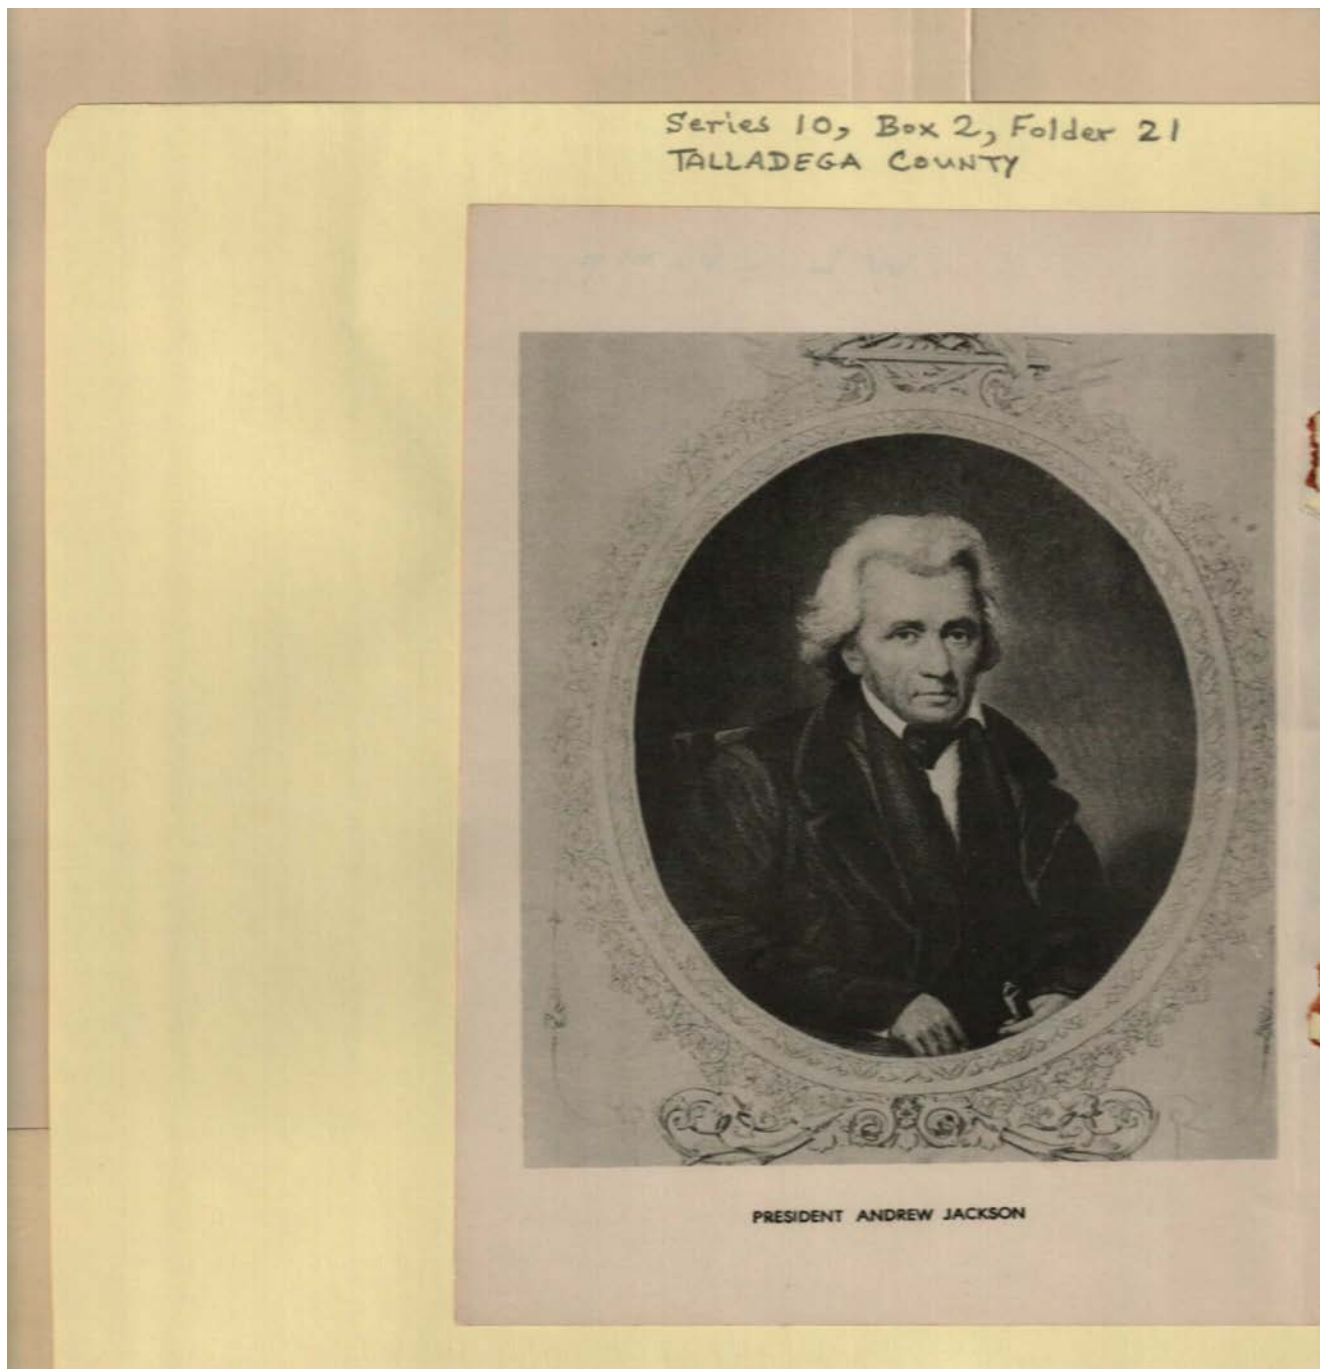 Series 10, Box 2, Folder 21
TALLADEGA COUNTY
PRESIDENT ANDREW JACKSON